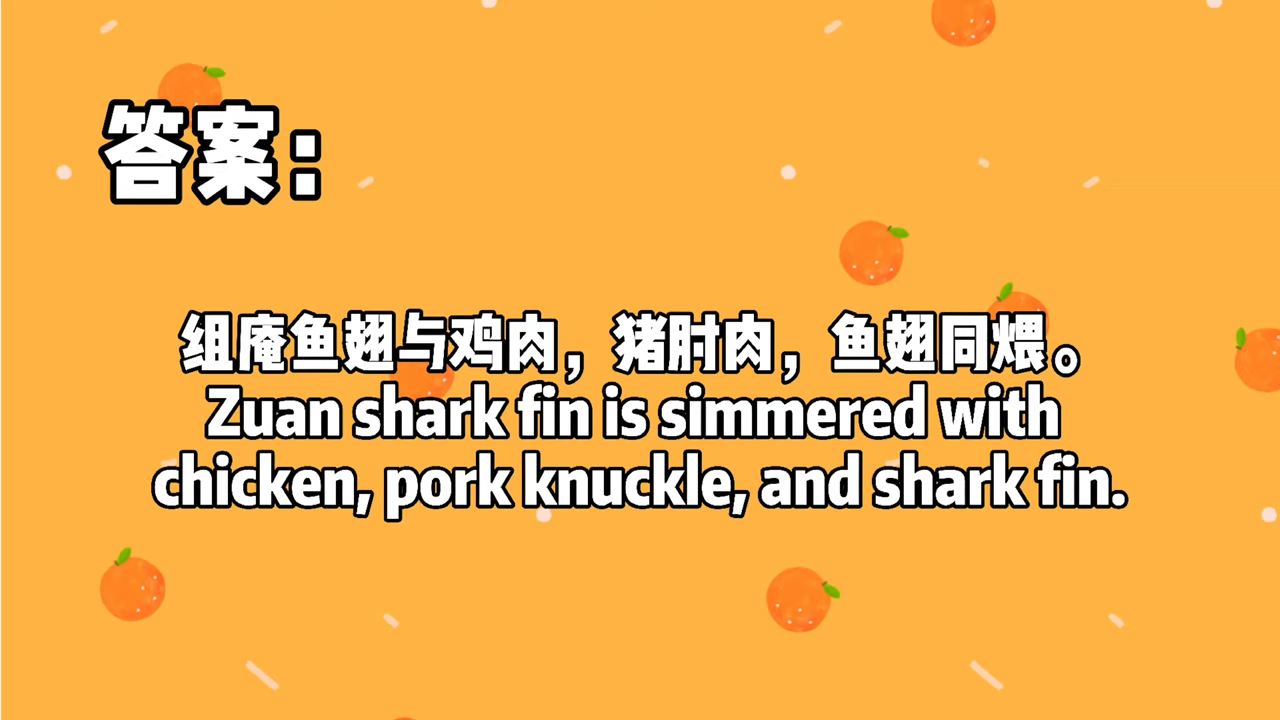 答案：
组庵鱼翅与鸡肉，猪肘肉，鱼翅同煨。
Zuan shark fin is simmered with
chicken, pork knuckle, and shark fin.